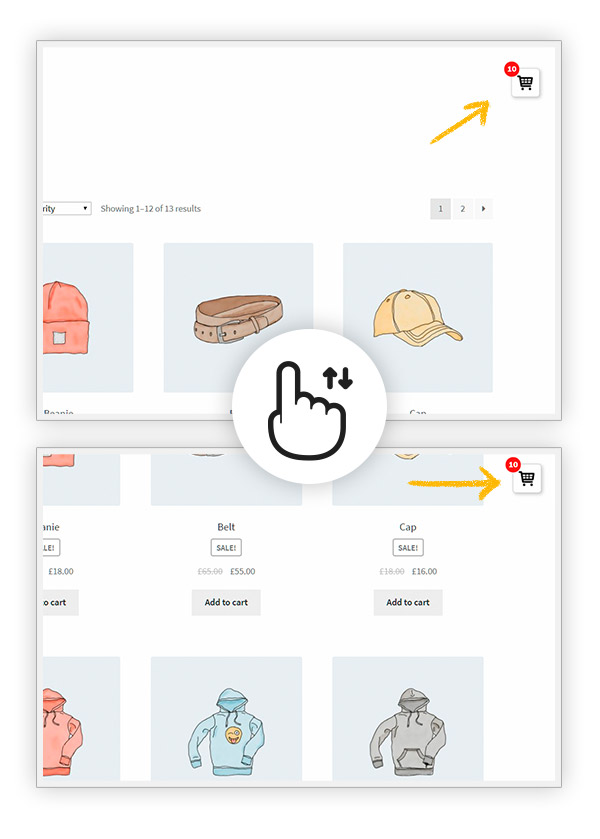 10
rity Showing 1–12 of 13 results 1 2
Beanie Cap
10
anie Belt Cap
LE! SALE! SALE!
£18.00 £65.00 £55.00 £18.00 £16.00
to cart Add to cart Add to cart